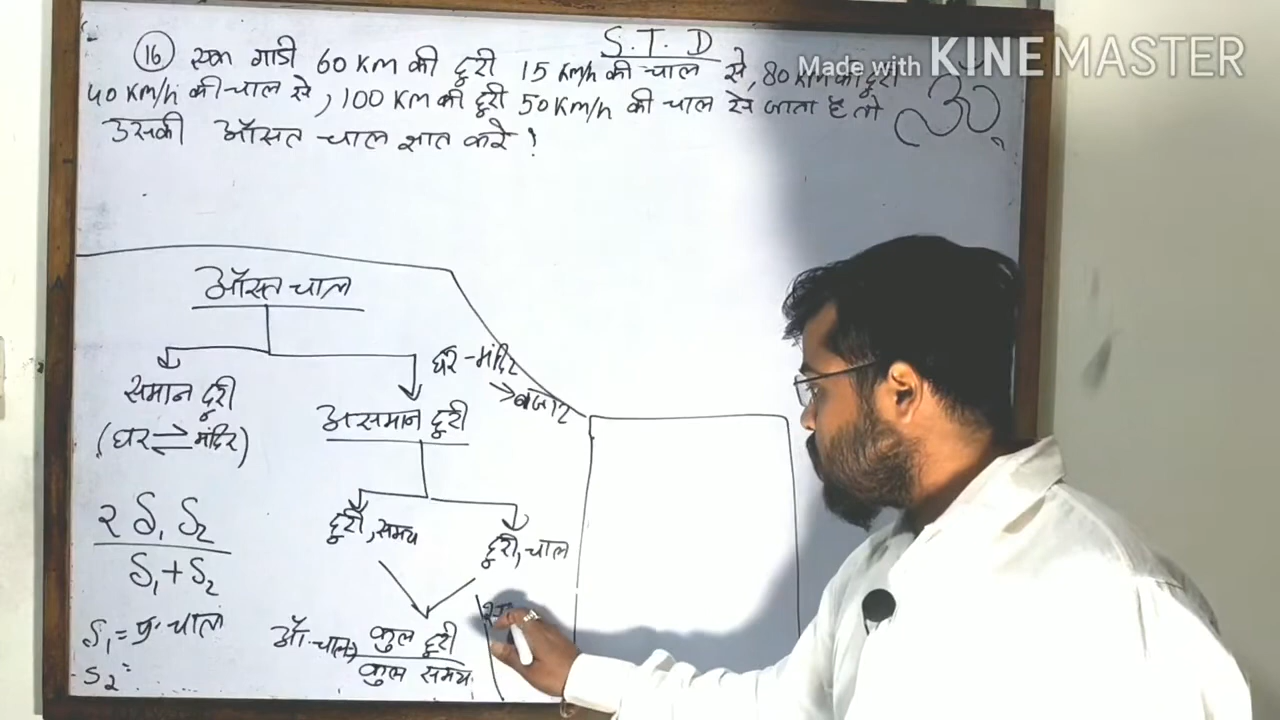 S.T.D
Made with KINEMASTER
(16) एक गाडी 60 Km की दुरी 15 Km/h की चाल से, 80 Km की दुरी
40 Km/h की चाल से, 100 Km की दुरी 50 Km/h की चाल से जाता है तो
उसकी औसत चाल ज्ञात करे !
ॐ
औसत चाल
समान दुरी
(घर ⇌ मंदिर)
घर - मंदिर
→ बाजार
असमान दुरी
दुरी, समय
दुरी, चाल
2 S₁ S₂
S₁ + S₂
S₁ = प्र. चाल
S₂ =
औ. चाल = कुल दुरी
कुल समय